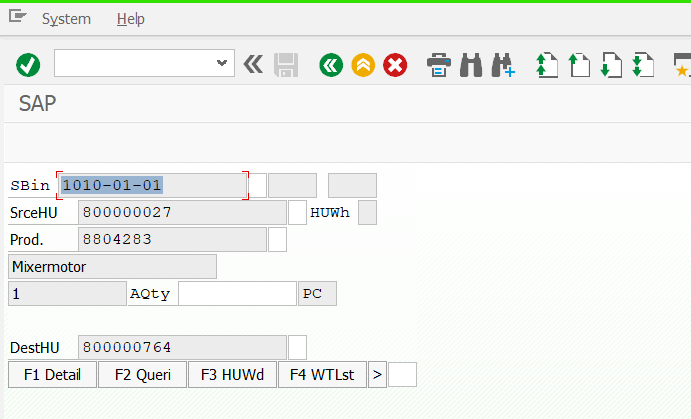 System Help
SAP
SBin 1010-01-01
SrceHU 800000027 HUWh
Prod. 8804283
Mixermotor
1 AQty PC
DestHU 800000764
F1 Detail F2 Queri F3 HUWd F4 WTLst >